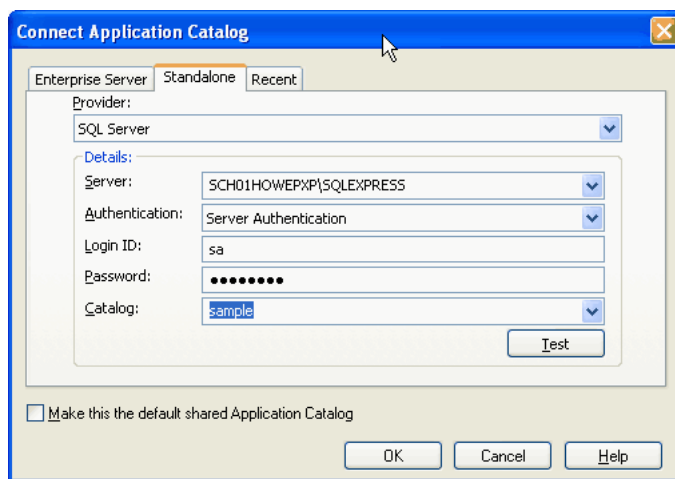 Connect Application Catalog
Enterprise Server Standalone Recent
Provider:
SQL Server
Details:
Server: SCH01HOWEPXP\SQLEXPRESS
Authentication: Server Authentication
Login ID: sa
Password: ●●●●●●●●
Catalog: sample
Test
Make this the default shared Application Catalog
OK Cancel Help